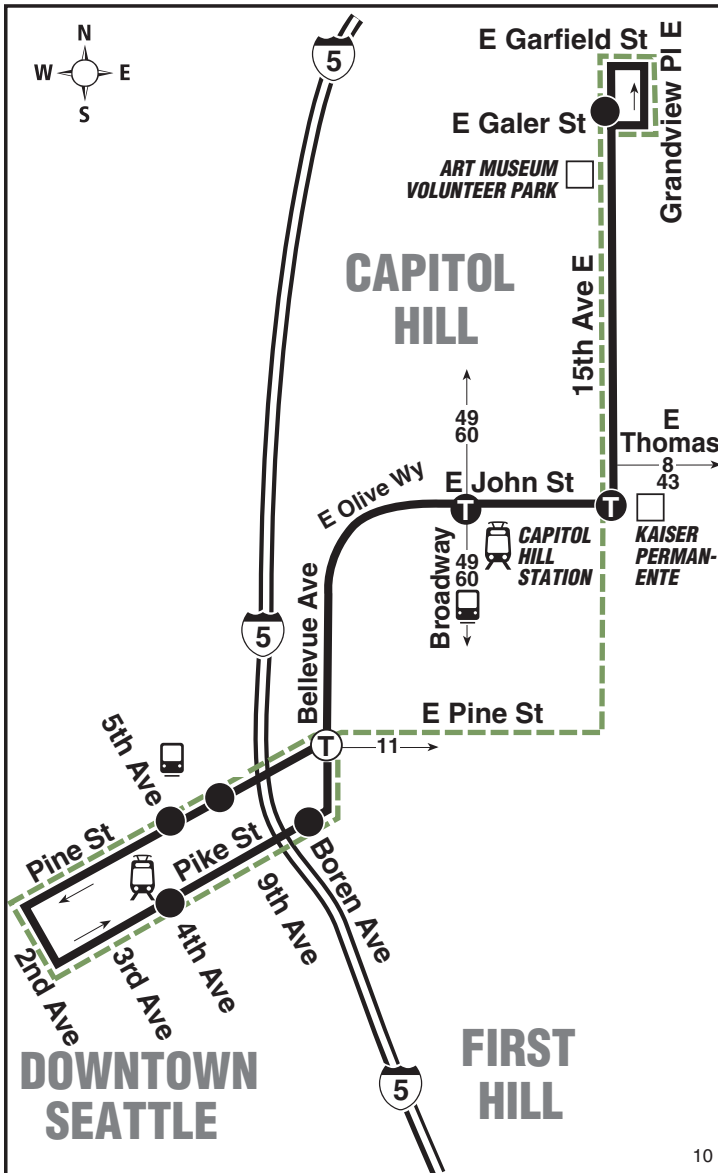 N
W
E
S
5
E Garfield St
Grandview Pl E
E Galer St
ART MUSEUM
VOLUNTEER PARK
CAPITOL
HILL
15th Ave E
49
60
E
Thomas
8
43
E Olive Wy
E John St
T
T
CAPITOL
HILL
STATION
KAISER
PERMAN-
ENTE
Broadway
49
60
5
Bellevue Ave
E Pine St
T
11
5th Ave
Pine St
Pike St
Boren Ave
9th Ave
4th Ave
3rd Ave
2nd Ave
DOWNTOWN
SEATTLE
FIRST
HILL
5
10